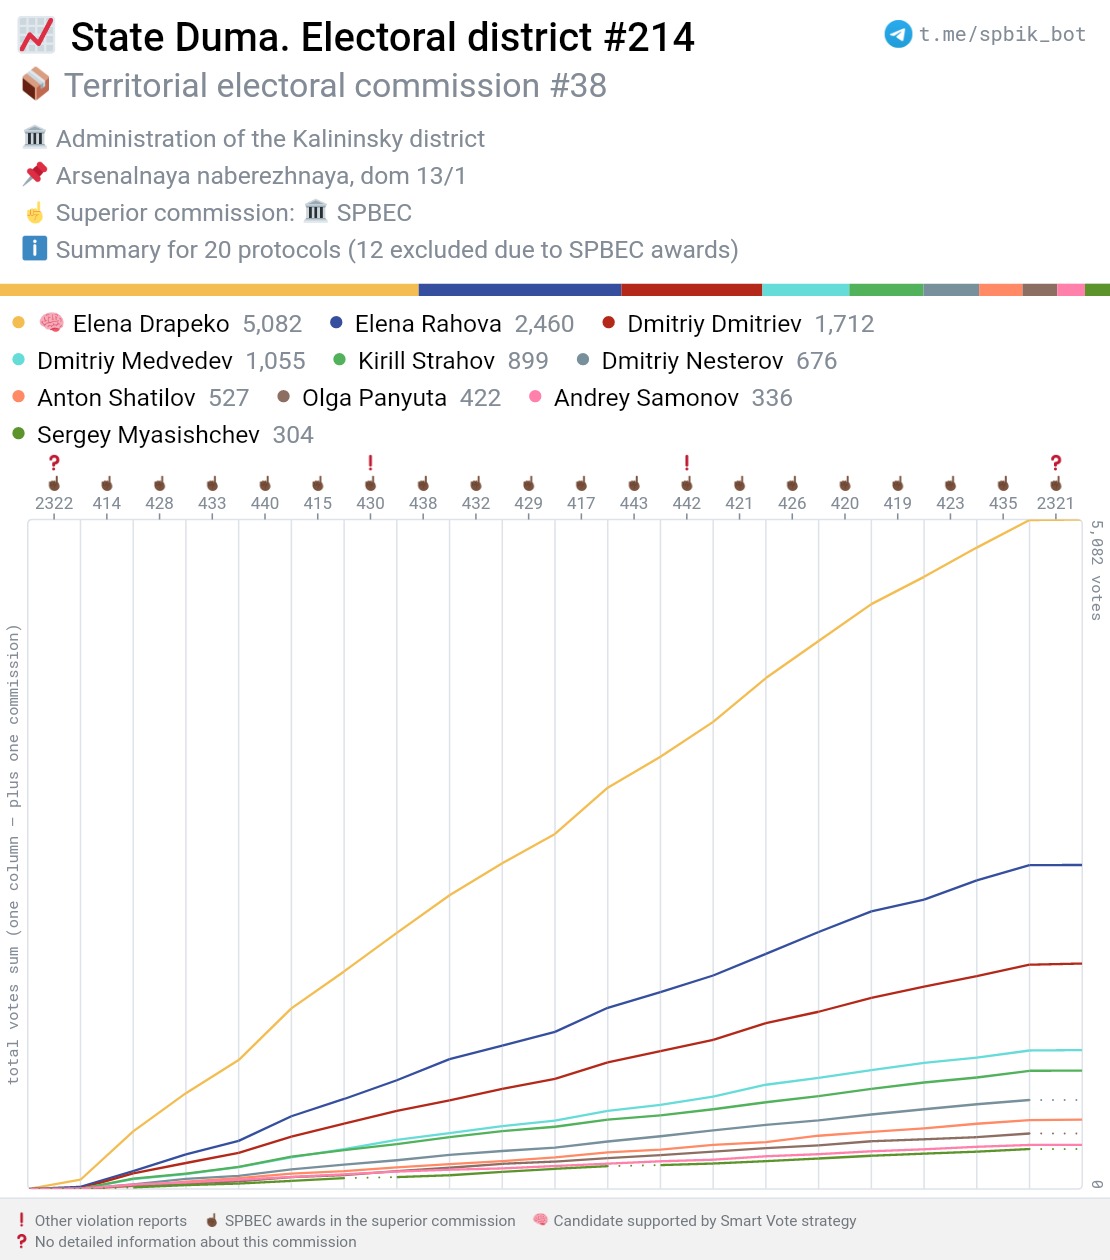 State Duma. Electoral district #214
t.me/spbik_bot
Territorial electoral commission #38
Administration of the Kalininsky district
Arsenalnaya naberezhnaya, dom 13/1
Superior commission: SPBEC
Summary for 20 protocols (12 excluded due to SPBEC awards)
Elena Drapeko 5,082 Elena Rahova 2,460 Dmitriy Dmitriev 1,712
Dmitriy Medvedev 1,055 Kirill Strahov 899 Dmitriy Nesterov 676
Anton Shatilov 527 Olga Panyuta 422 Andrey Samonov 336
Sergey Myasishchev 304
2322 414 428 433 440 415 430 438 432 429 417 443 442 421 426 420 419 423 435 2321
5,082 votes
total votes sum (one column – plus one commission)
0
Other violation reports SPBEC awards in the superior commission Candidate supported by Smart Vote strategy
No detailed information about this commission